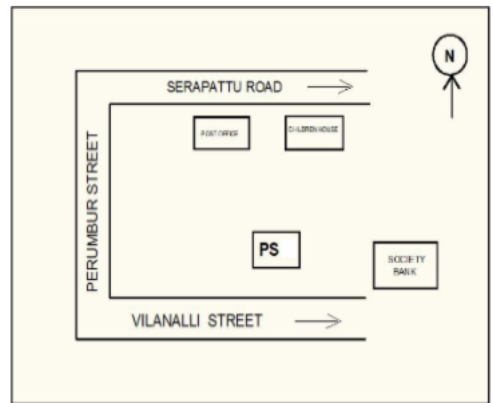 N
SERAPATTU ROAD
POST OFFICE
CHILDREN HOUSE
PERUMBUR STREET
PS
SOCIETY
BANK
VILANALLI STREET